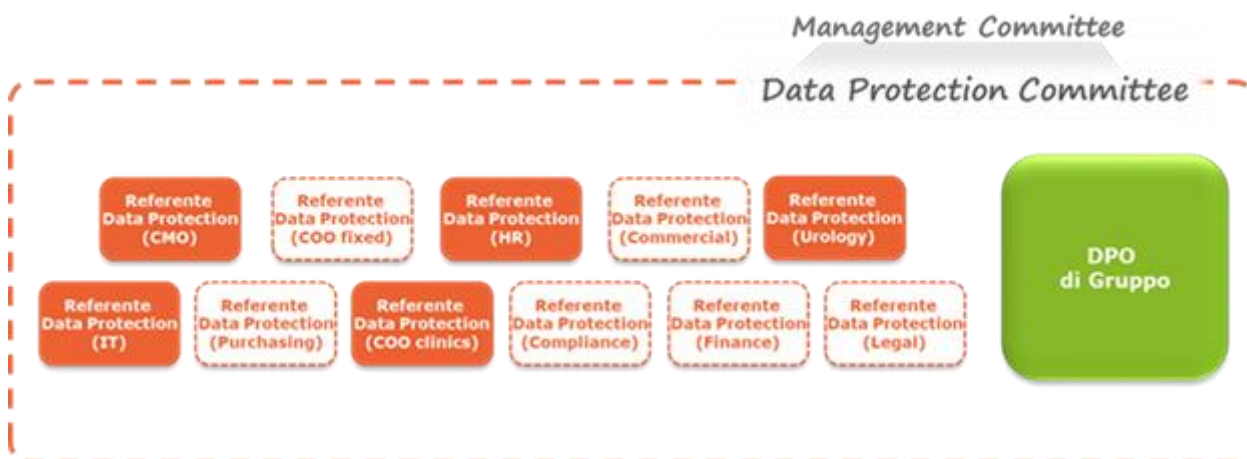 Management Committee
Data Protection Committee
Referente
Data Protection
(CMO)
Referente
Data Protection
(COO fixed)
Referente
Data Protection
(HR)
Referente
Data Protection
(Commercial)
Referente
Data Protection
(Urology)
DPO
di Gruppo
Referente
Data Protection
(IT)
Referente
Data Protection
(Purchasing)
Referente
Data Protection
(COO clinics)
Referente
Data Protection
(Compliance)
Referente
Data Protection
(Finance)
Referente
Data Protection
(Legal)